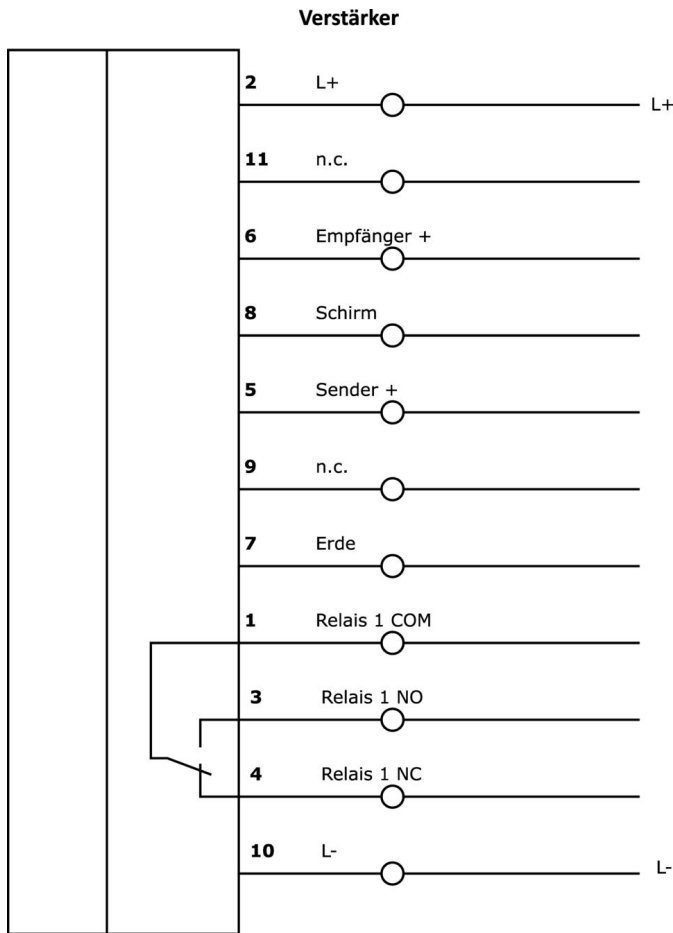 Verstärker
2 L+
L+
11 n.c.
6 Empfänger +
8 Schirm
5 Sender +
9 n.c.
7 Erde
1 Relais 1 COM
3 Relais 1 NO
4 Relais 1 NC
10 L-
L-